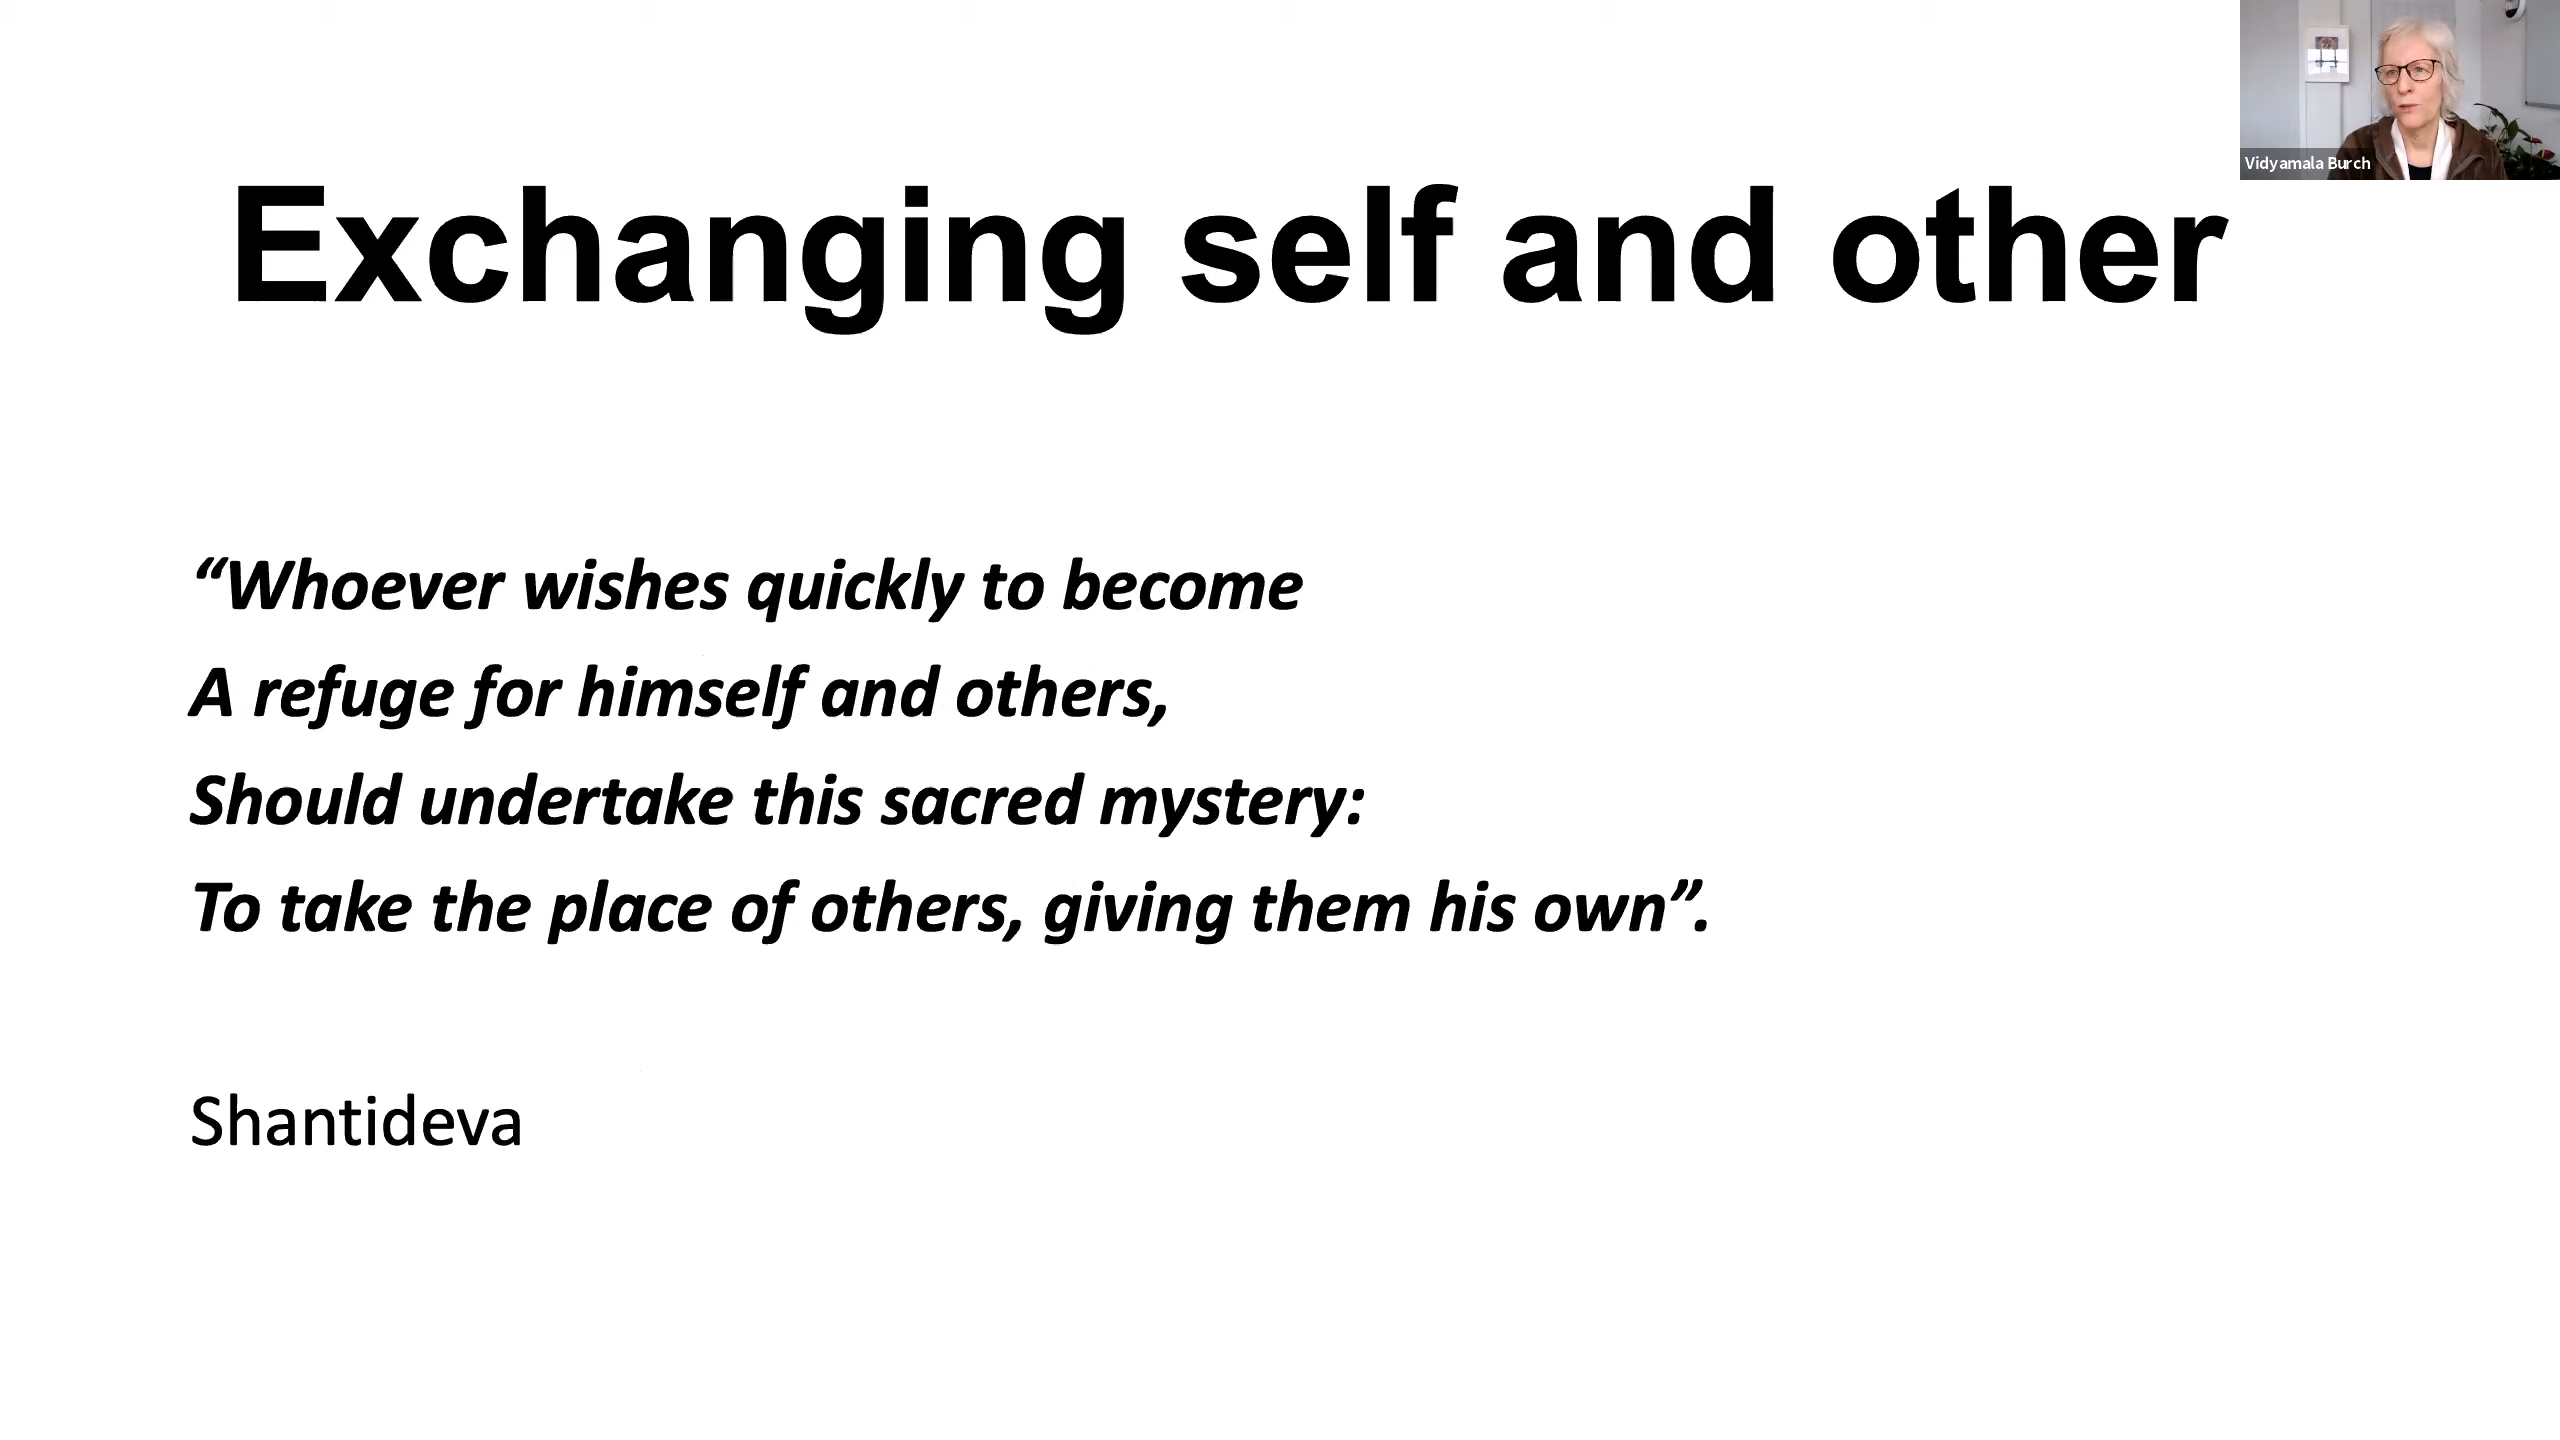 Vidyamala Burch
Exchanging self and other
“Whoever wishes quickly to become
A refuge for himself and others,
Should undertake this sacred mystery:
To take the place of others, giving them his own”.
Shantideva